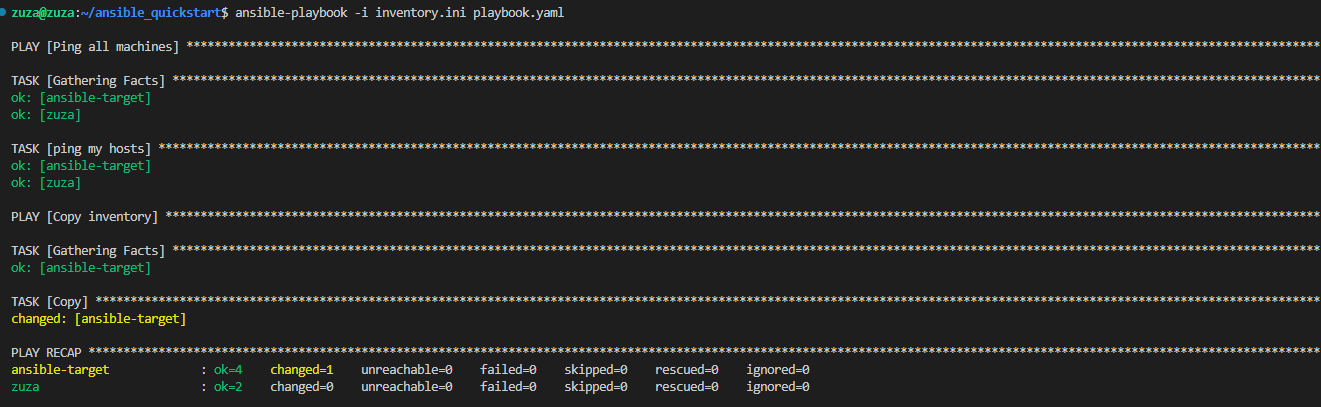 zuza@zuza:~/ansible_quickstart$ ansible-playbook -i inventory.ini playbook.yaml
PLAY [Ping all machines] ****************************************************************************************************************************************************************
TASK [Gathering Facts] ******************************************************************************************************************************************************************
ok: [ansible-target]
ok: [zuza]
TASK [ping my hosts] ********************************************************************************************************************************************************************
ok: [ansible-target]
ok: [zuza]
PLAY [Copy inventory] *******************************************************************************************************************************************************************
TASK [Gathering Facts] ******************************************************************************************************************************************************************
ok: [ansible-target]
TASK [Copy] *****************************************************************************************************************************************************************************
changed: [ansible-target]
PLAY RECAP ******************************************************************************************************************************************************************************
ansible-target : ok=4 changed=1 unreachable=0 failed=0 skipped=0 rescued=0 ignored=0
zuza : ok=2 changed=0 unreachable=0 failed=0 skipped=0 rescued=0 ignored=0